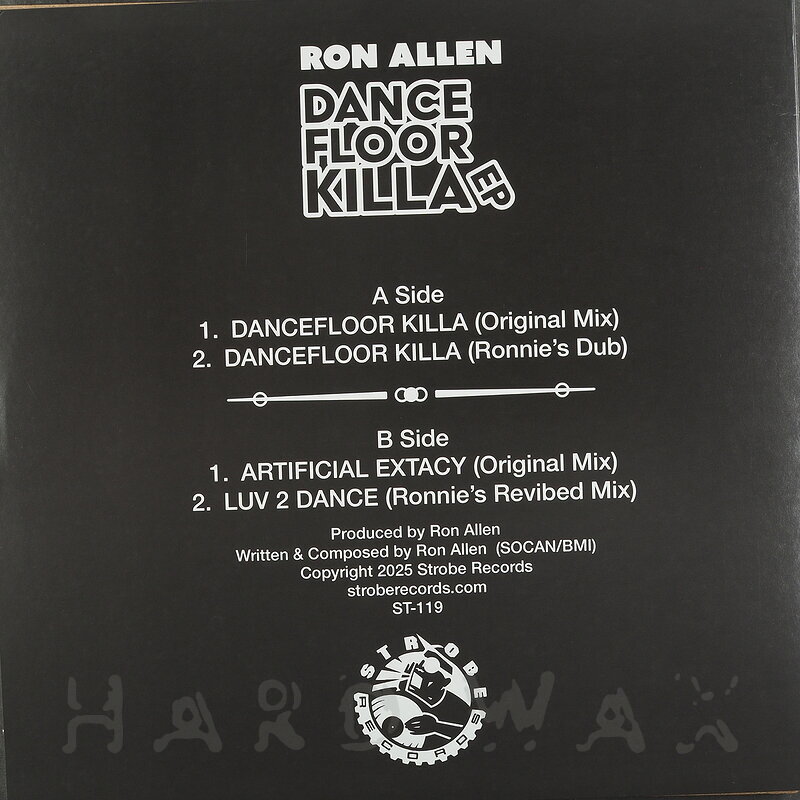 RON ALLEN
DANCE
FLOOR
KILLA EP
A Side
1. DANCEFLOOR KILLA (Original Mix)
2. DANCEFLOOR KILLA (Ronnie's Dub)
B Side
1. ARTIFICIAL EXTACY (Original Mix)
2. LUV 2 DANCE (Ronnie's Revibed Mix)
Produced by Ron Allen
Written & Composed by Ron Allen (SOCAN/BMI)
Copyright 2025 Strobe Records
stroberecords.com
ST-119
STROBE
RECORDS
HARDWAX